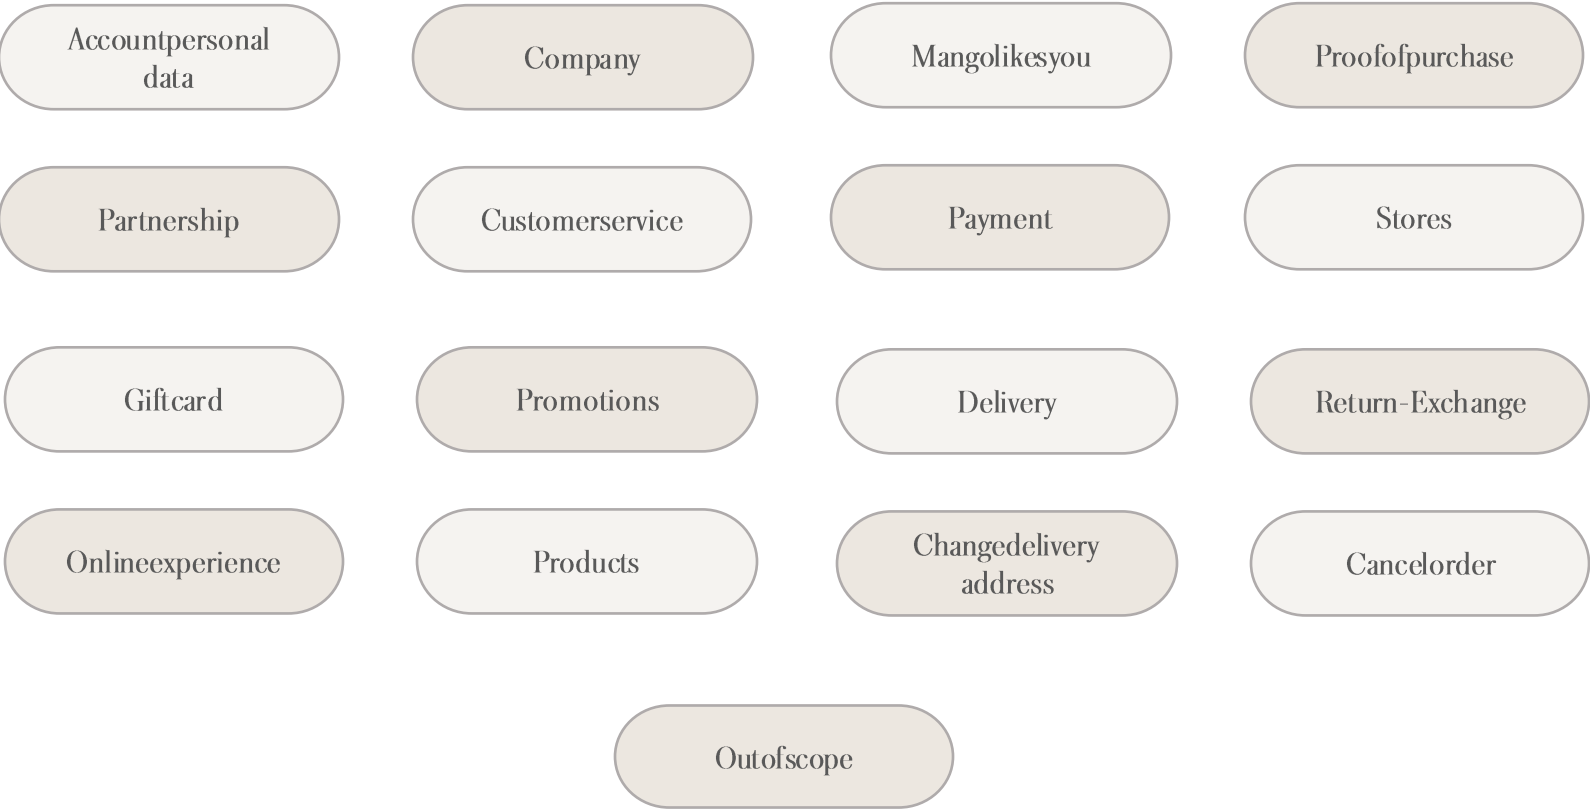 Accountpersonal
data
Company
Mangolikesyou
Proofofpurchase
Partnership
Customerservice
Payment
Stores
Giftcard
Promotions
Delivery
Return-Exchange
Onlineexperience
Products
Changedelivery
address
Cancelorder
Outofscope